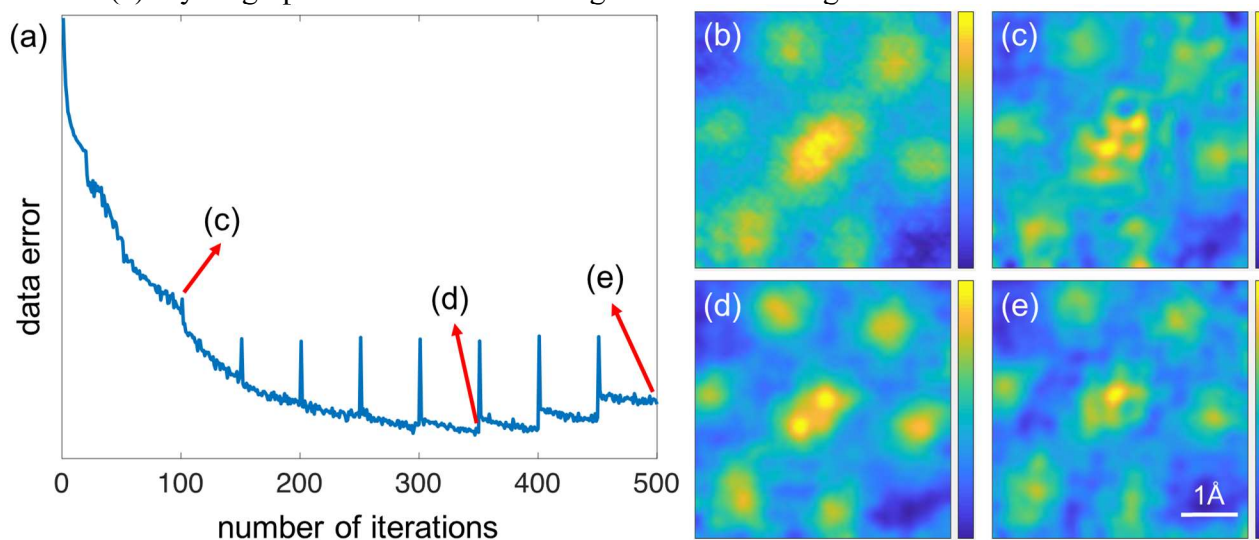 (a)
data error
0 100 200 300 400 500
number of iterations
(c)
(d)
(e)
(b)
(c)
(d)
(e)
1Å